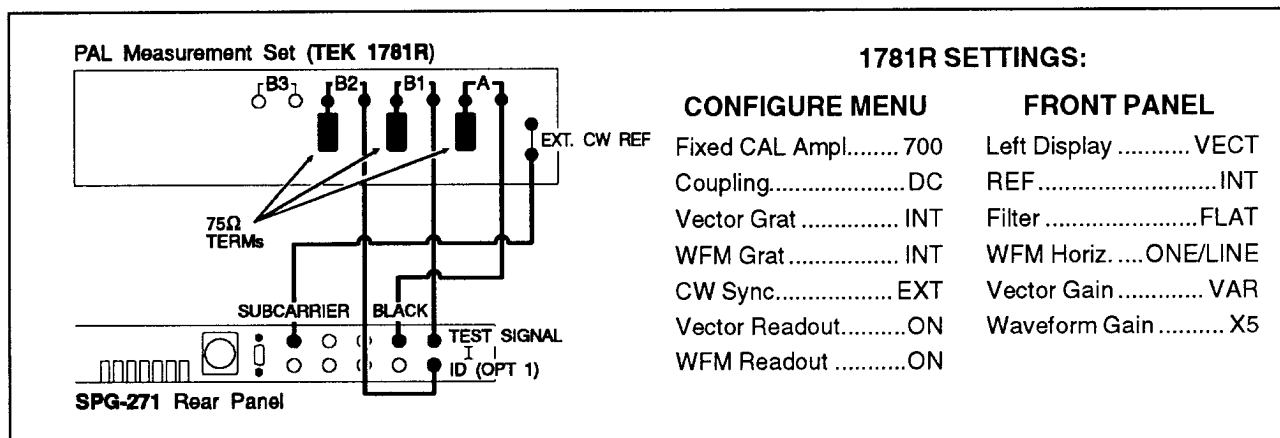 PAL Measurement Set (TEK 1781R)
B3 B2 B1 A
EXT. CW REF
75Ω
TERMs
SUBCARRIER BLACK
TEST SIGNAL
ID (OPT 1)
SPG-271 Rear Panel
1781R SETTINGS:
CONFIGURE MENU
Fixed CAL Ampl........ 700
Coupling....................DC
Vector Grat ................ INT
WFM Grat .................. INT
CW Sync.................. EXT
Vector Readout..........ON
WFM Readout ...........ON
FRONT PANEL
Left Display ........... VECT
REF..........................INT
Filter .....................FLAT
WFM Horiz. ....ONE/LINE
Vector Gain ............ VAR
Waveform Gain .......... X5